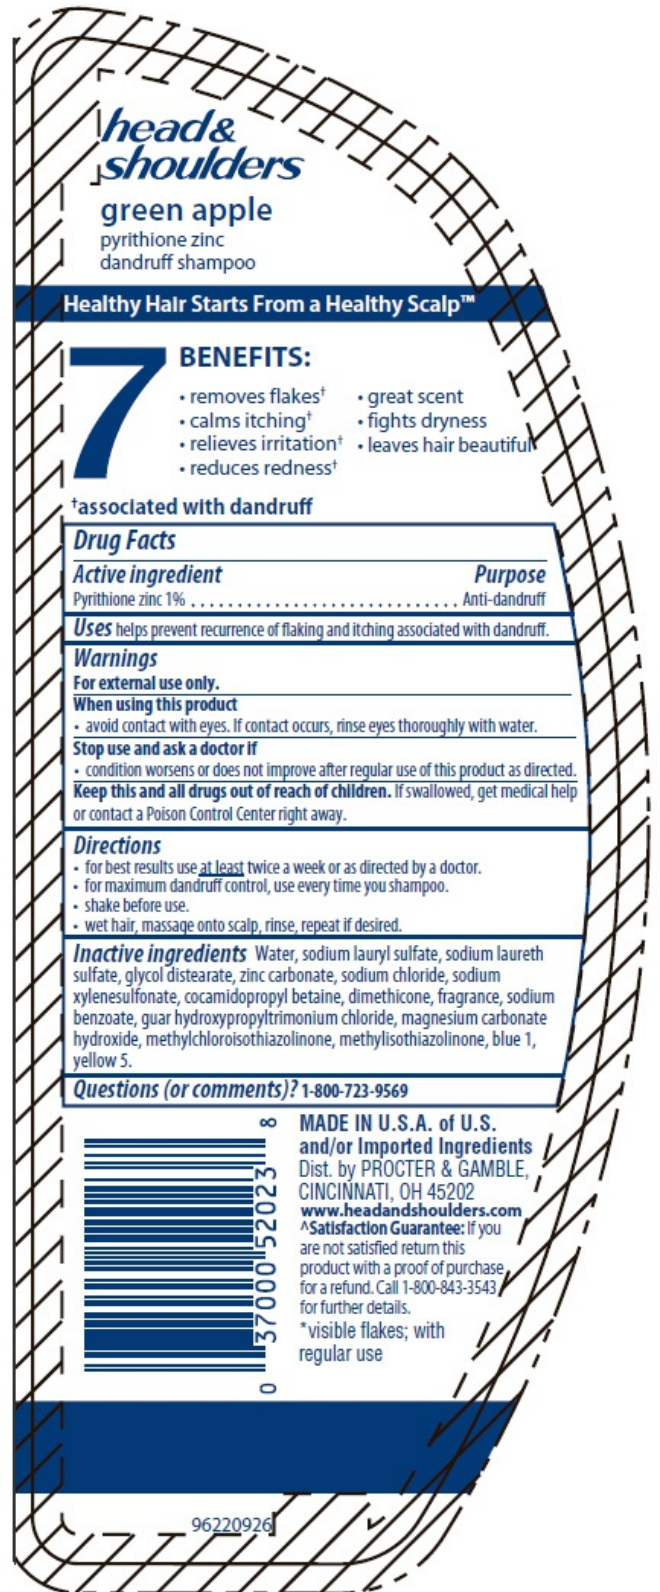 head &
shoulders
green apple
pyrithione zinc
dandruff shampoo
Healthy Hair Starts From a Healthy Scalp™
7 BENEFITS:
• removes flakes†
• calms itching†
• relieves irritation†
• reduces redness†
• great scent
• fights dryness
• leaves hair beautiful
†associated with dandruff
Drug Facts
Active ingredient Purpose
Pyrithione zinc 1% . . . . . . . . . . . . . . . . . . . . . . . . . . . . . Anti-dandruff
Uses helps prevent recurrence of flaking and itching associated with dandruff.
Warnings
For external use only.
When using this product
• avoid contact with eyes. If contact occurs, rinse eyes thoroughly with water.
Stop use and ask a doctor if
• condition worsens or does not improve after regular use of this product as directed.
Keep this and all drugs out of reach of children. If swallowed, get medical help
or contact a Poison Control Center right away.
Directions
• for best results use at least twice a week or as directed by a doctor.
• for maximum dandruff control, use every time you shampoo.
• shake before use.
• wet hair, massage onto scalp, rinse, repeat if desired.
Inactive ingredients Water, sodium lauryl sulfate, sodium laureth
sulfate, glycol distearate, zinc carbonate, sodium chloride, sodium
xylenesulfonate, cocamidopropyl betaine, dimethicone, fragrance, sodium
benzoate, guar hydroxypropyltrimonium chloride, magnesium carbonate
hydroxide, methylchloroisothiazolinone, methylisothiazolinone, blue 1,
yellow 5.
Questions (or comments)? 1-800-723-9569
0 37000 52023 8
MADE IN U.S.A. of U.S.
and/or Imported Ingredients
Dist. by PROCTER & GAMBLE,
CINCINNATI, OH 45202
www.headandshoulders.com
^Satisfaction Guarantee: If you
are not satisfied return this
product with a proof of purchase
for a refund. Call 1-800-843-3543
for further details.
*visible flakes; with
regular use
96220926